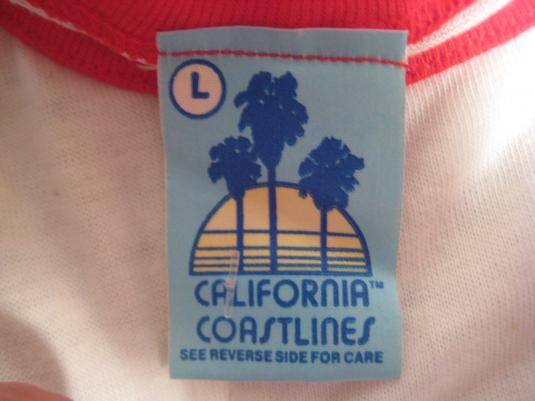 L
CALIFORNIA™
COASTLINES
SEE REVERSE SIDE FOR CARE